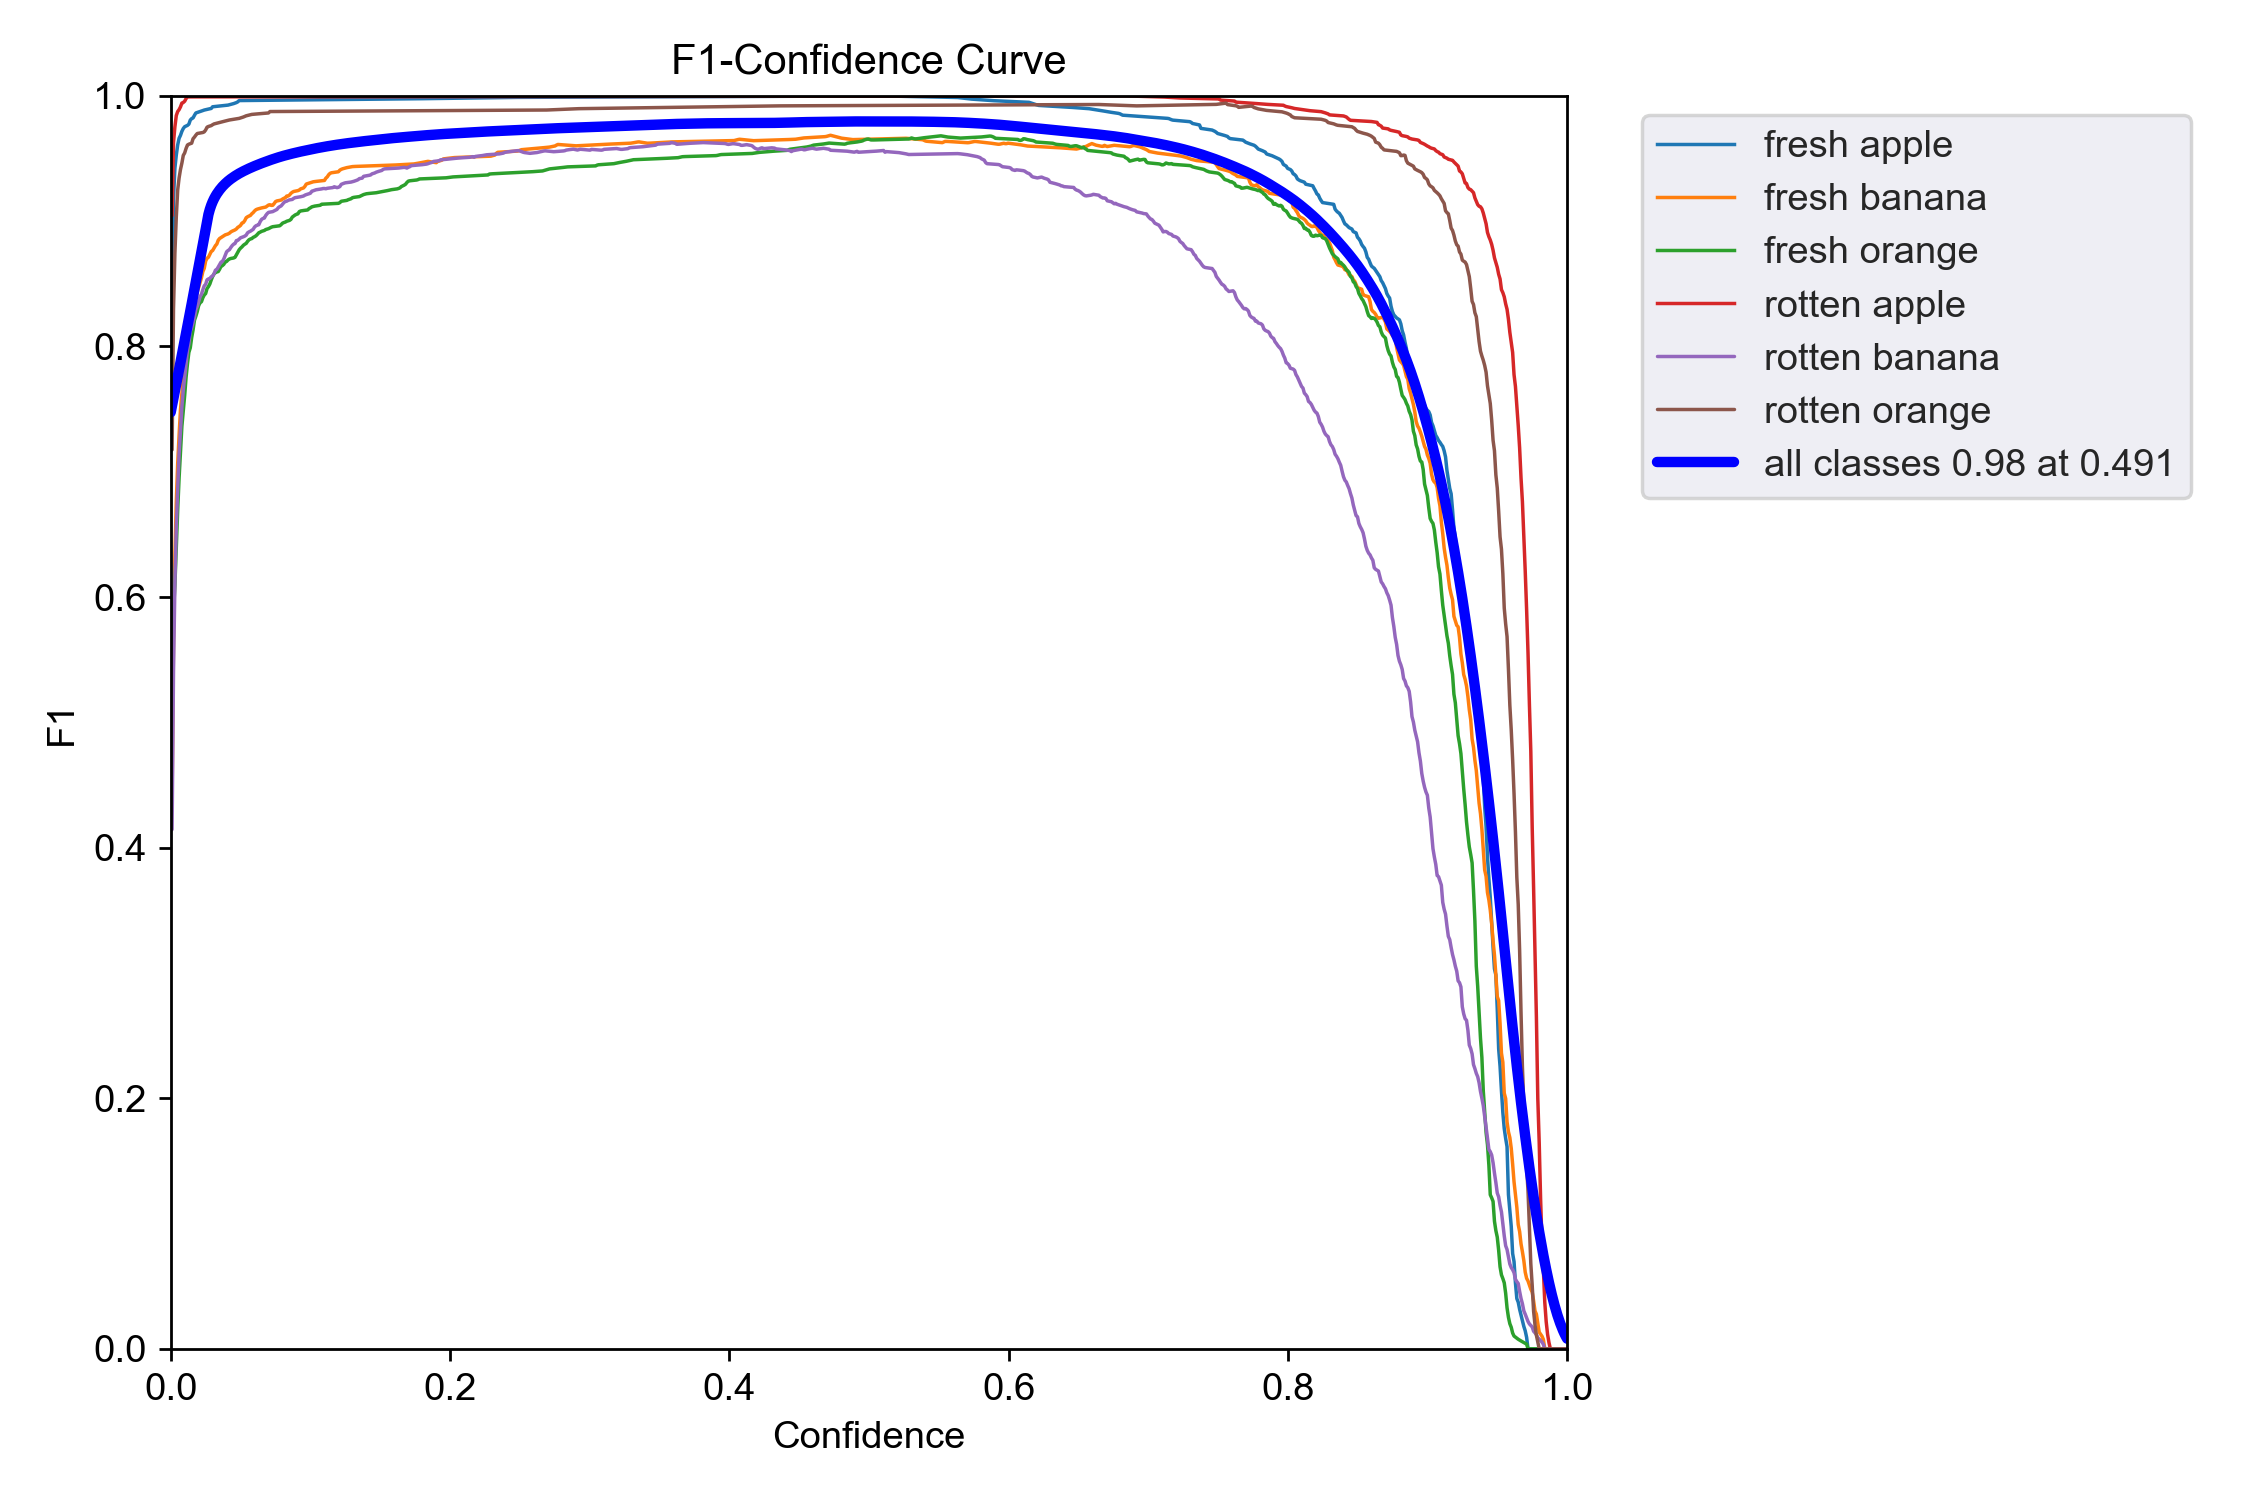 F1-Confidence Curve
1.0
0.8
0.6
0.4
0.2
0.0
F1
0.0 0.2 0.4 0.6 0.8 1.0
Confidence
fresh apple
fresh banana
fresh orange
rotten apple
rotten banana
rotten orange
all classes 0.98 at 0.491